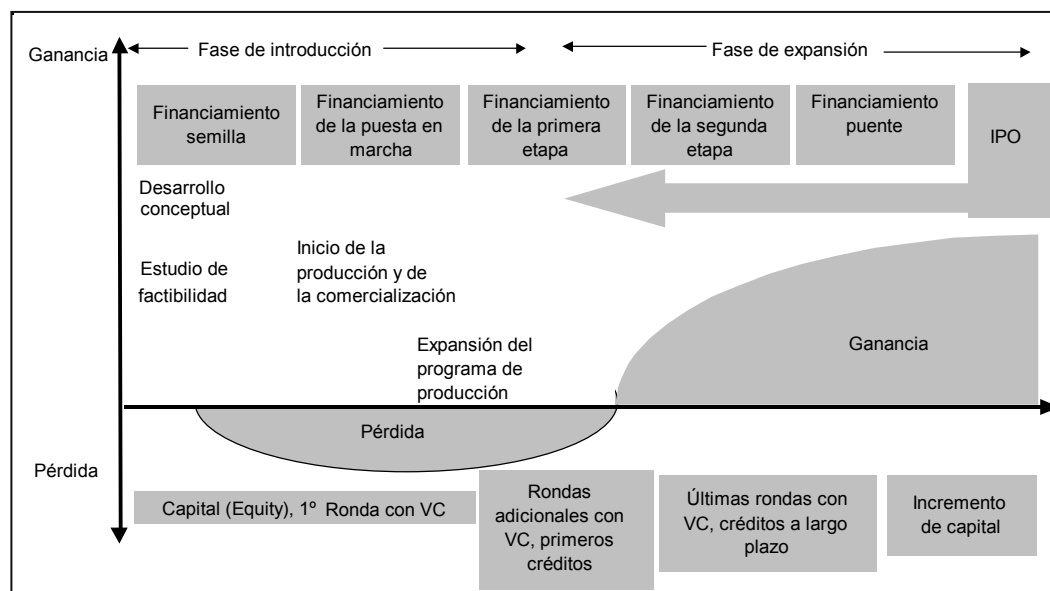 Ganancia
Fase de introducción
Fase de expansión
Financiamiento
semilla
Financiamiento
de la puesta en
marcha
Financiamiento
de la primera
etapa
Financiamiento
de la segunda
etapa
Financiamiento
puente
IPO
Desarrollo
conceptual
Estudio de
factibilidad
Inicio de la
producción y de
la comercialización
Expansión del
programa de
producción
Ganancia
Pérdida
Pérdida
Capital (Equity), 1º Ronda con VC
Rondas
adicionales con
VC, primeros
créditos
Últimas rondas con
VC, créditos a largo
plazo
Incremento
de capital